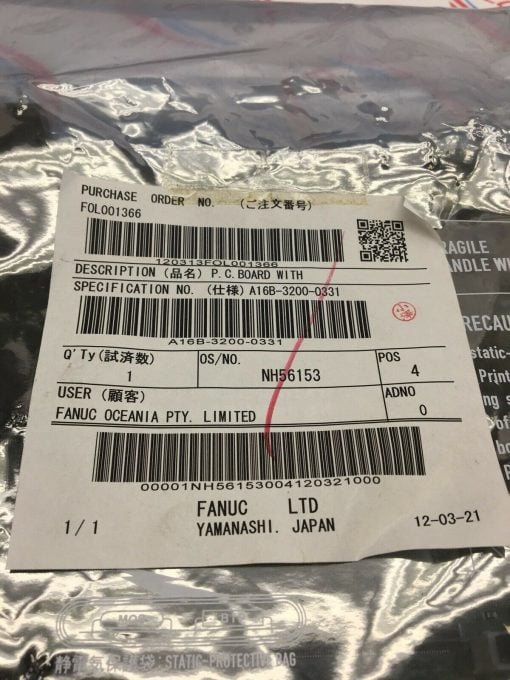 PURCHASE ORDER NO. (ご注文番号)
FOL001366
120313FOL001366
DESCRIPTION (品名) P.C.BOARD WITH
SPECIFICATION NO. (仕様) A16B-3200-0331
A16B-3200-0331
Q'Ty(試済数) OS/NO. POS
1 NH56153 4
USER (顧客) ADNO
FANUC OCEANIA PTY. LIMITED 0
00001NH56153004120321000
FANUC LTD
1/1 YAMANASHI. JAPAN 12-03-21
RAGILE
ANDLE WI
RECAU
static-
Print
静電気保護袋:STATIC-PROTECTIVE BAG